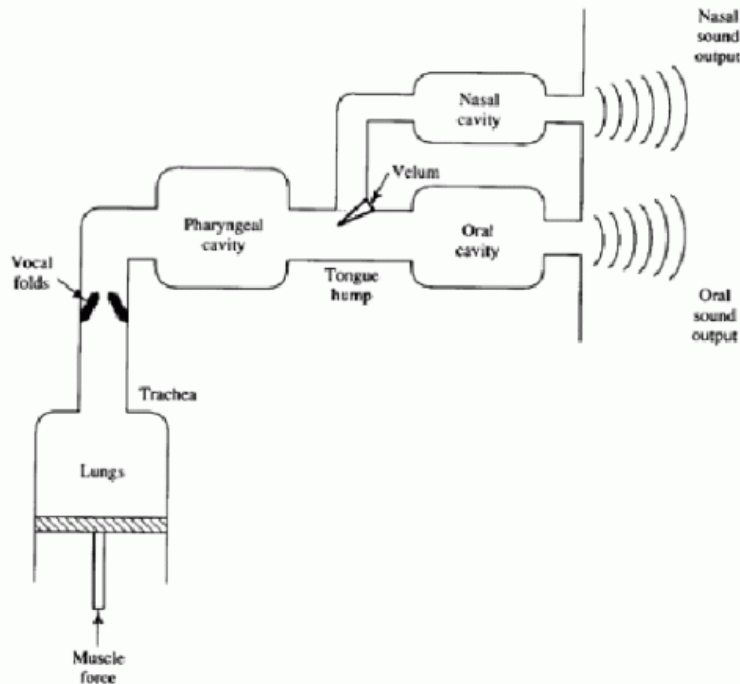 Nasal
sound
output
Nasal
cavity
Velum
Pharyngeal
cavity
Oral
cavity
Vocal
folds
Tongue
hump
Oral
sound
output
Trachea
Lungs
Muscle
force